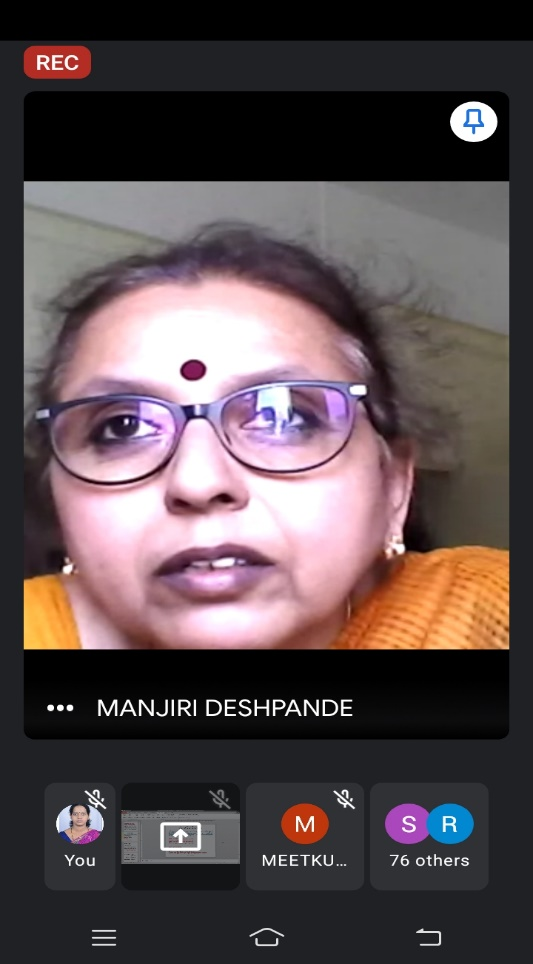 REC
MANJIRI DESHPANDE
You
M
MEETKU...
S
R
76 others